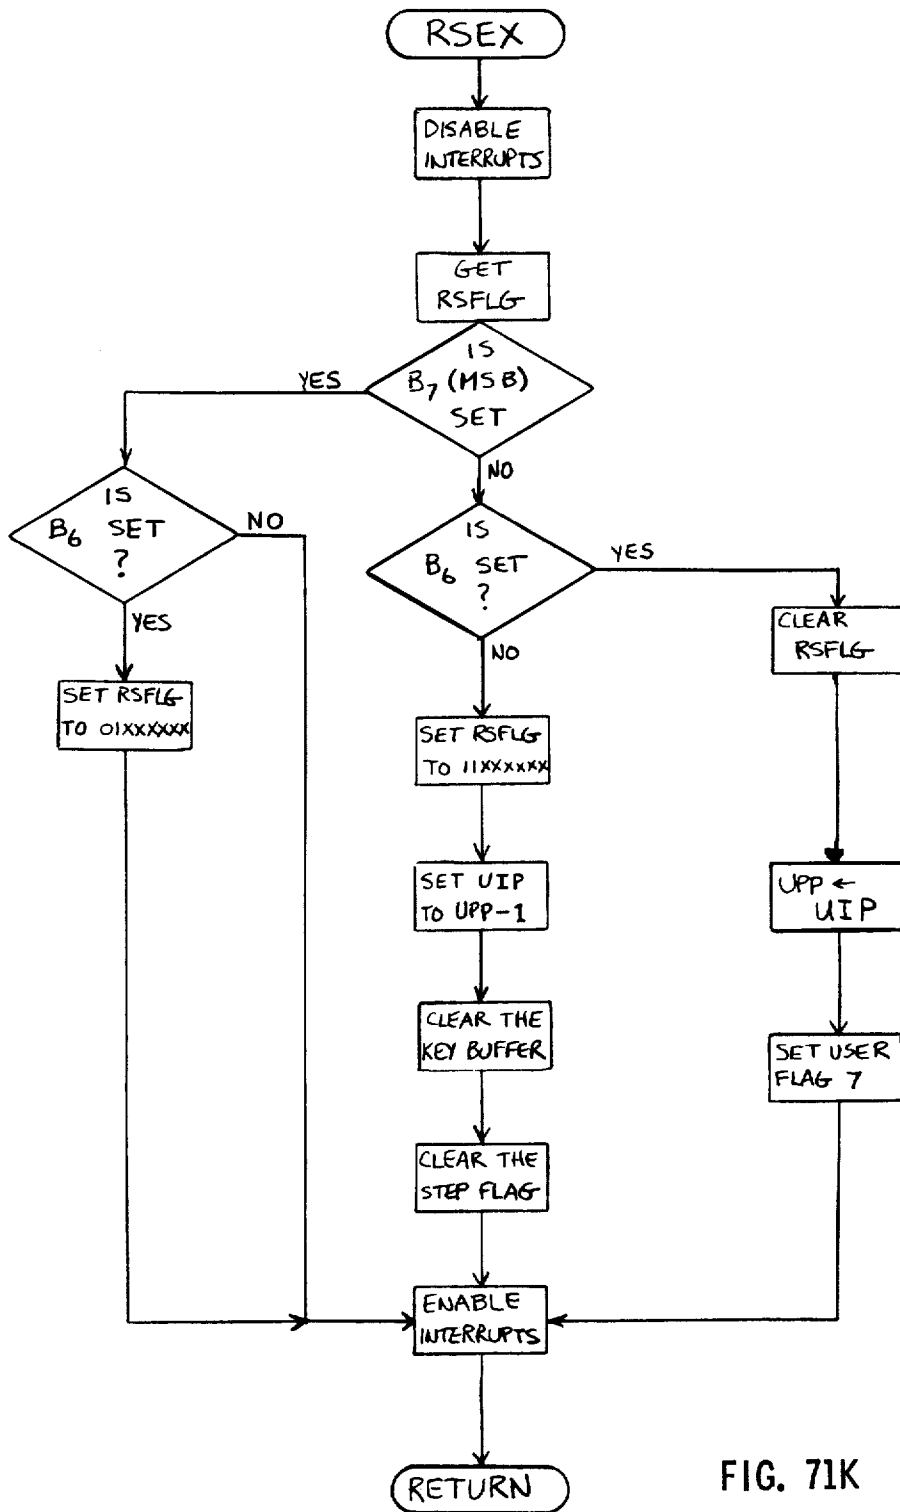 RSEX
DISABLE
INTERRUPTS
GET
RSFLG
IS
B7 (MSB)
SET
YES
NO
IS
B6 SET
?
NO
YES
IS
B6 SET
?
YES
NO
CLEAR
RSFLG
SET RSFLG
TO 01XXXXXX
SET RSFLG
TO 11XXXXXX
SET UIP
TO UPP-1
UPP ←
UIP
CLEAR THE
KEY BUFFER
SET USER
FLAG 7
CLEAR THE
STEP FLAG
ENABLE
INTERRUPTS
RETURN
FIG. 71K